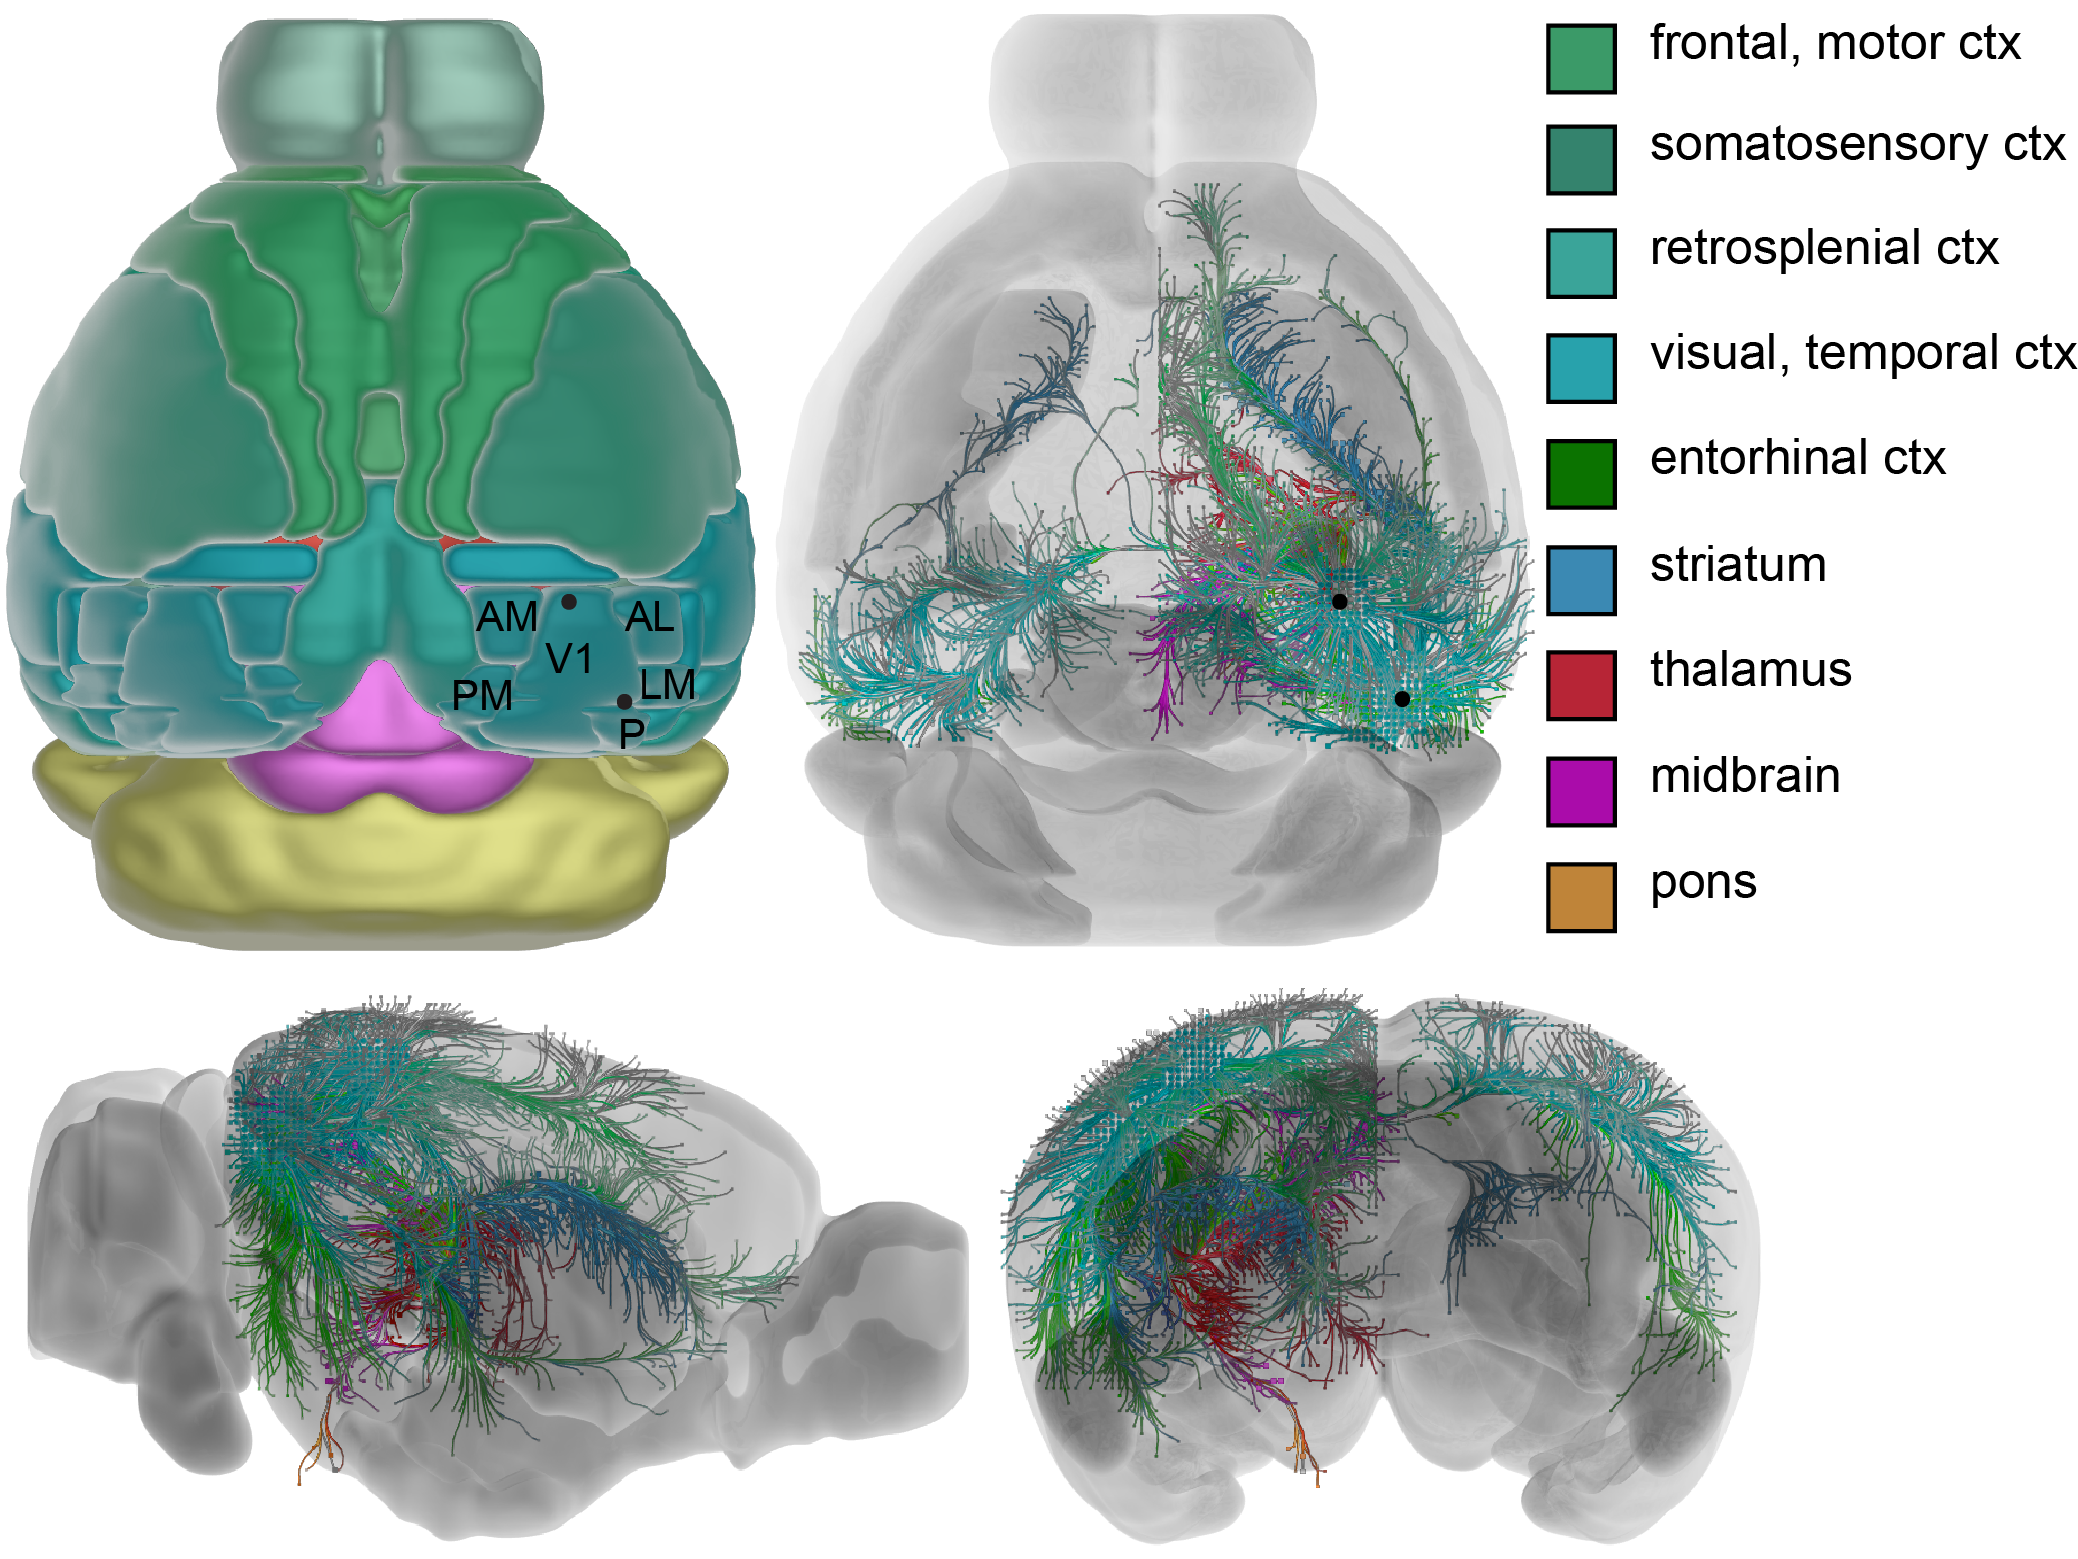 frontal, motor ctx
somatosensory ctx
retrosplenial ctx
visual, temporal ctx
entorhinal ctx
striatum
thalamus
midbrain
pons
AM
AL
V1
LM
PM
P